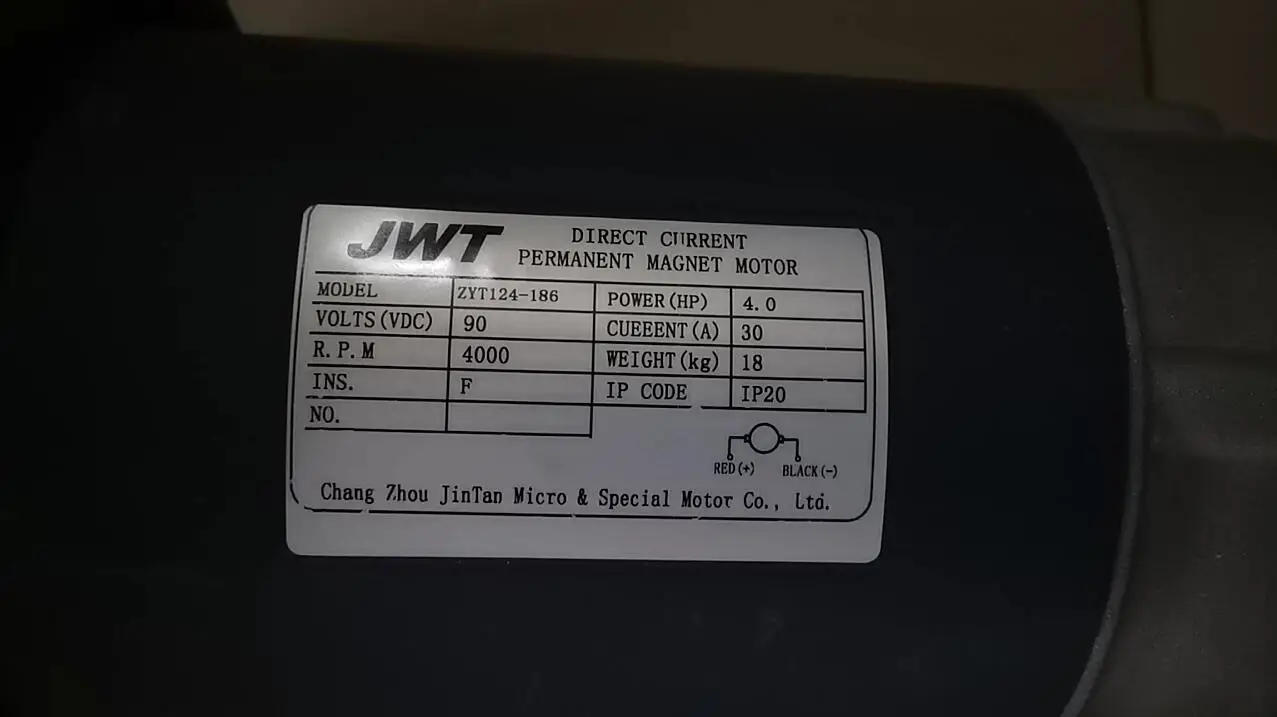 JWT DIRECT CURRENT
PERMANENT MAGNET MOTOR
MODEL ZYT124-186 POWER(HP) 4.0
VOLTS(VDC) 90 CUEEENT(A) 30
R.P.M 4000 WEIGHT(kg) 18
INS. F IP CODE IP20
NO.
RED(+) BLACK(-)
Chang Zhou JinTan Micro & Special Motor Co., Ltd.